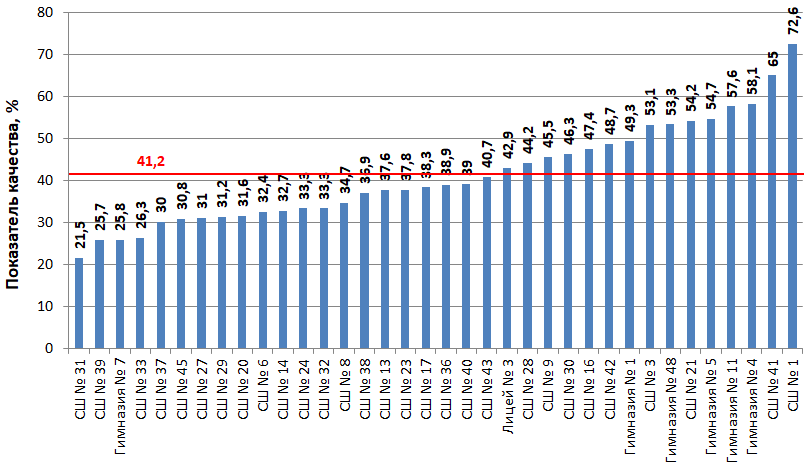 Показатель качества, %
80
70
60
50
40
30
20
10
0
41,2
21,5
25,7
25,8
26,3
30
30,8
31
31,2
31,6
32,4
32,7
33,3
33,3
34,7
36,9
37,6
37,8
38,3
38,9
39
40,7
42,9
44,2
45,5
46,3
47,4
48,7
49,3
53,1
53,3
54,2
54,7
57,6
58,1
65
72,6
СШ № 31
СШ № 39
Гимназия № 7
СШ № 33
СШ № 37
СШ № 45
СШ № 27
СШ № 29
СШ № 20
СШ № 6
СШ № 14
СШ № 24
СШ № 32
СШ № 8
СШ № 38
СШ № 13
СШ № 23
СШ № 17
СШ № 36
СШ № 40
СШ № 43
Лицей № 3
СШ № 28
СШ № 9
СШ № 30
СШ № 16
СШ № 42
Гимназия № 1
СШ № 3
Гимназия № 48
СШ № 21
Гимназия № 5
Гимназия № 11
Гимназия № 4
СШ № 41
СШ № 1